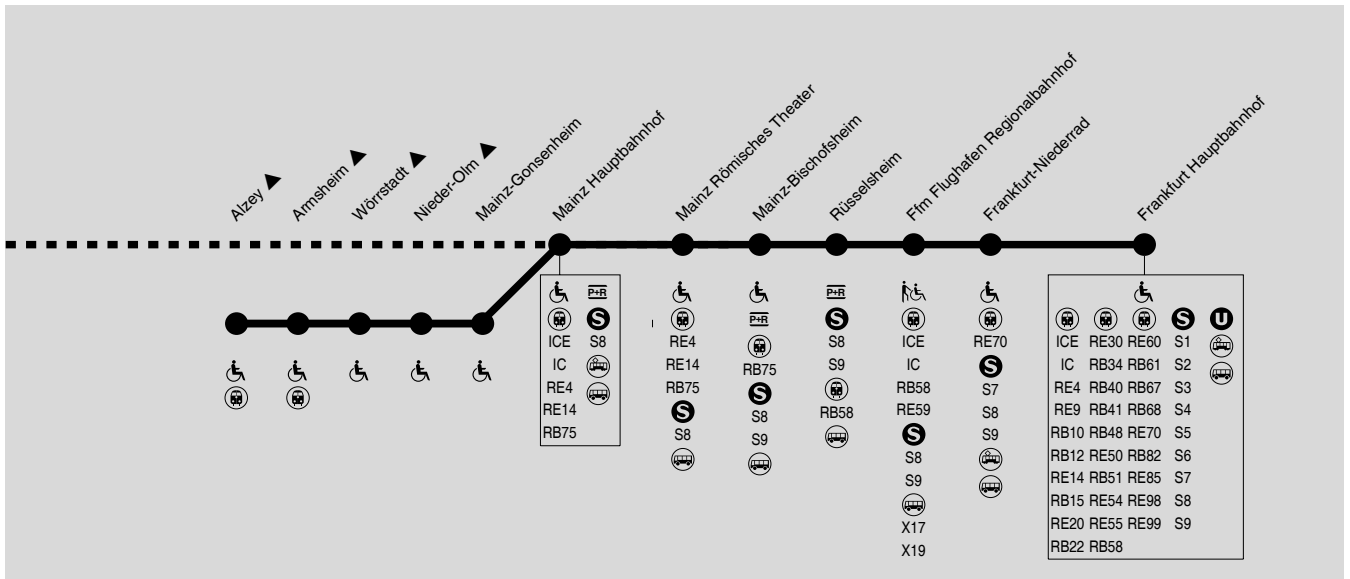 Alzey
Armsheim
Wörrstadt
Nieder-Olm
Mainz-Gonsenheim
Mainz Hauptbahnhof
Mainz Römisches Theater
Mainz-Bischofsheim
Rüsselsheim
Ffm Flughafen Regionalbahnhof
Frankfurt-Niederrad
Frankfurt Hauptbahnhof
P+R
S
ICE S8
IC
RE4
RE14
RB75
RE4
RE14
RB75
S
S8
P+R
RB75
S
S8
S9
P+R
S
S8
S9
RB58
ICE
IC
RB58
RE59
S
S8
S9
X17
X19
RE70
S
S7
S8
S9
S U
ICE RE30 RE60 S1
IC RB34 RB61 S2
RE4 RB40 RB67 S3
RE9 RB41 RB68 S4
RB10 RB48 RE70 S5
RB12 RE50 RB82 S6
RE14 RB51 RE85 S7
RB15 RE54 RE98 S8
RE20 RE55 RE99 S9
RB22 RB58